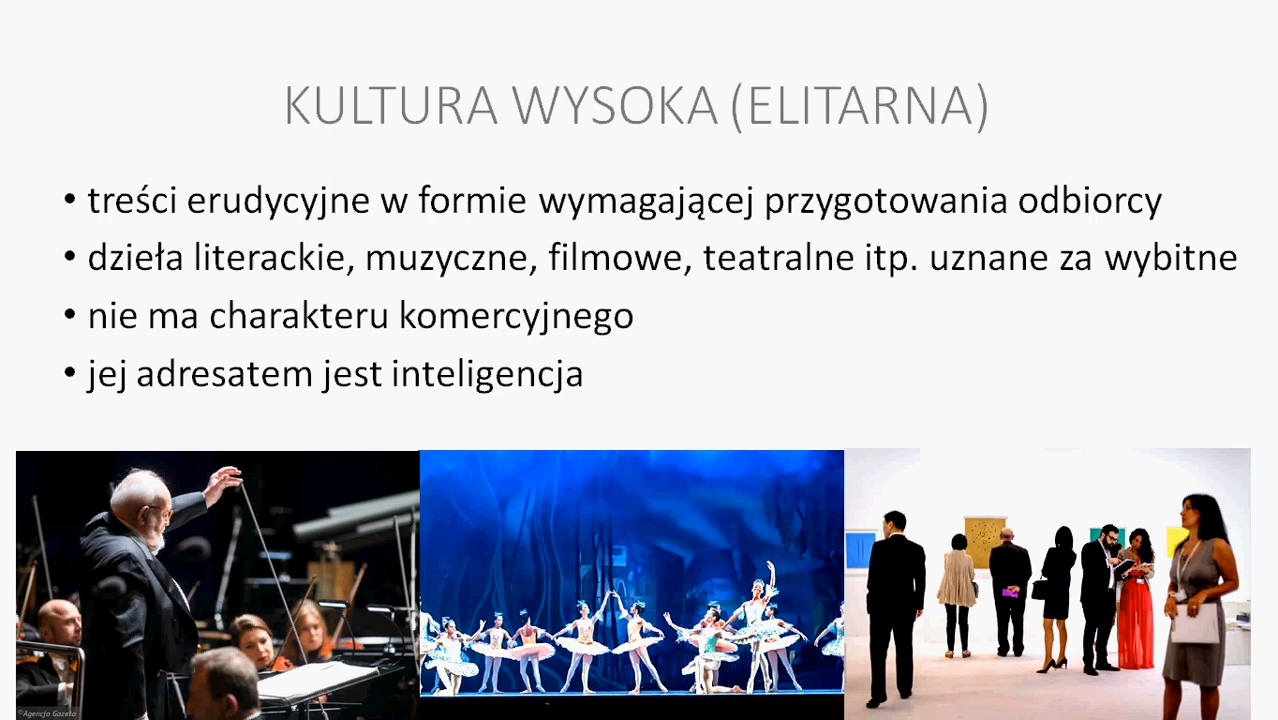 KULTURA WYSOKA (ELITARNA)
• treści erudycyjne w formie wymagającej przygotowania odbiorcy
• dzieła literackie, muzyczne, filmowe, teatralne itp. uznane za wybitne
• nie ma charakteru komercyjnego
• jej adresatem jest inteligencja
©Agencja Gazeta